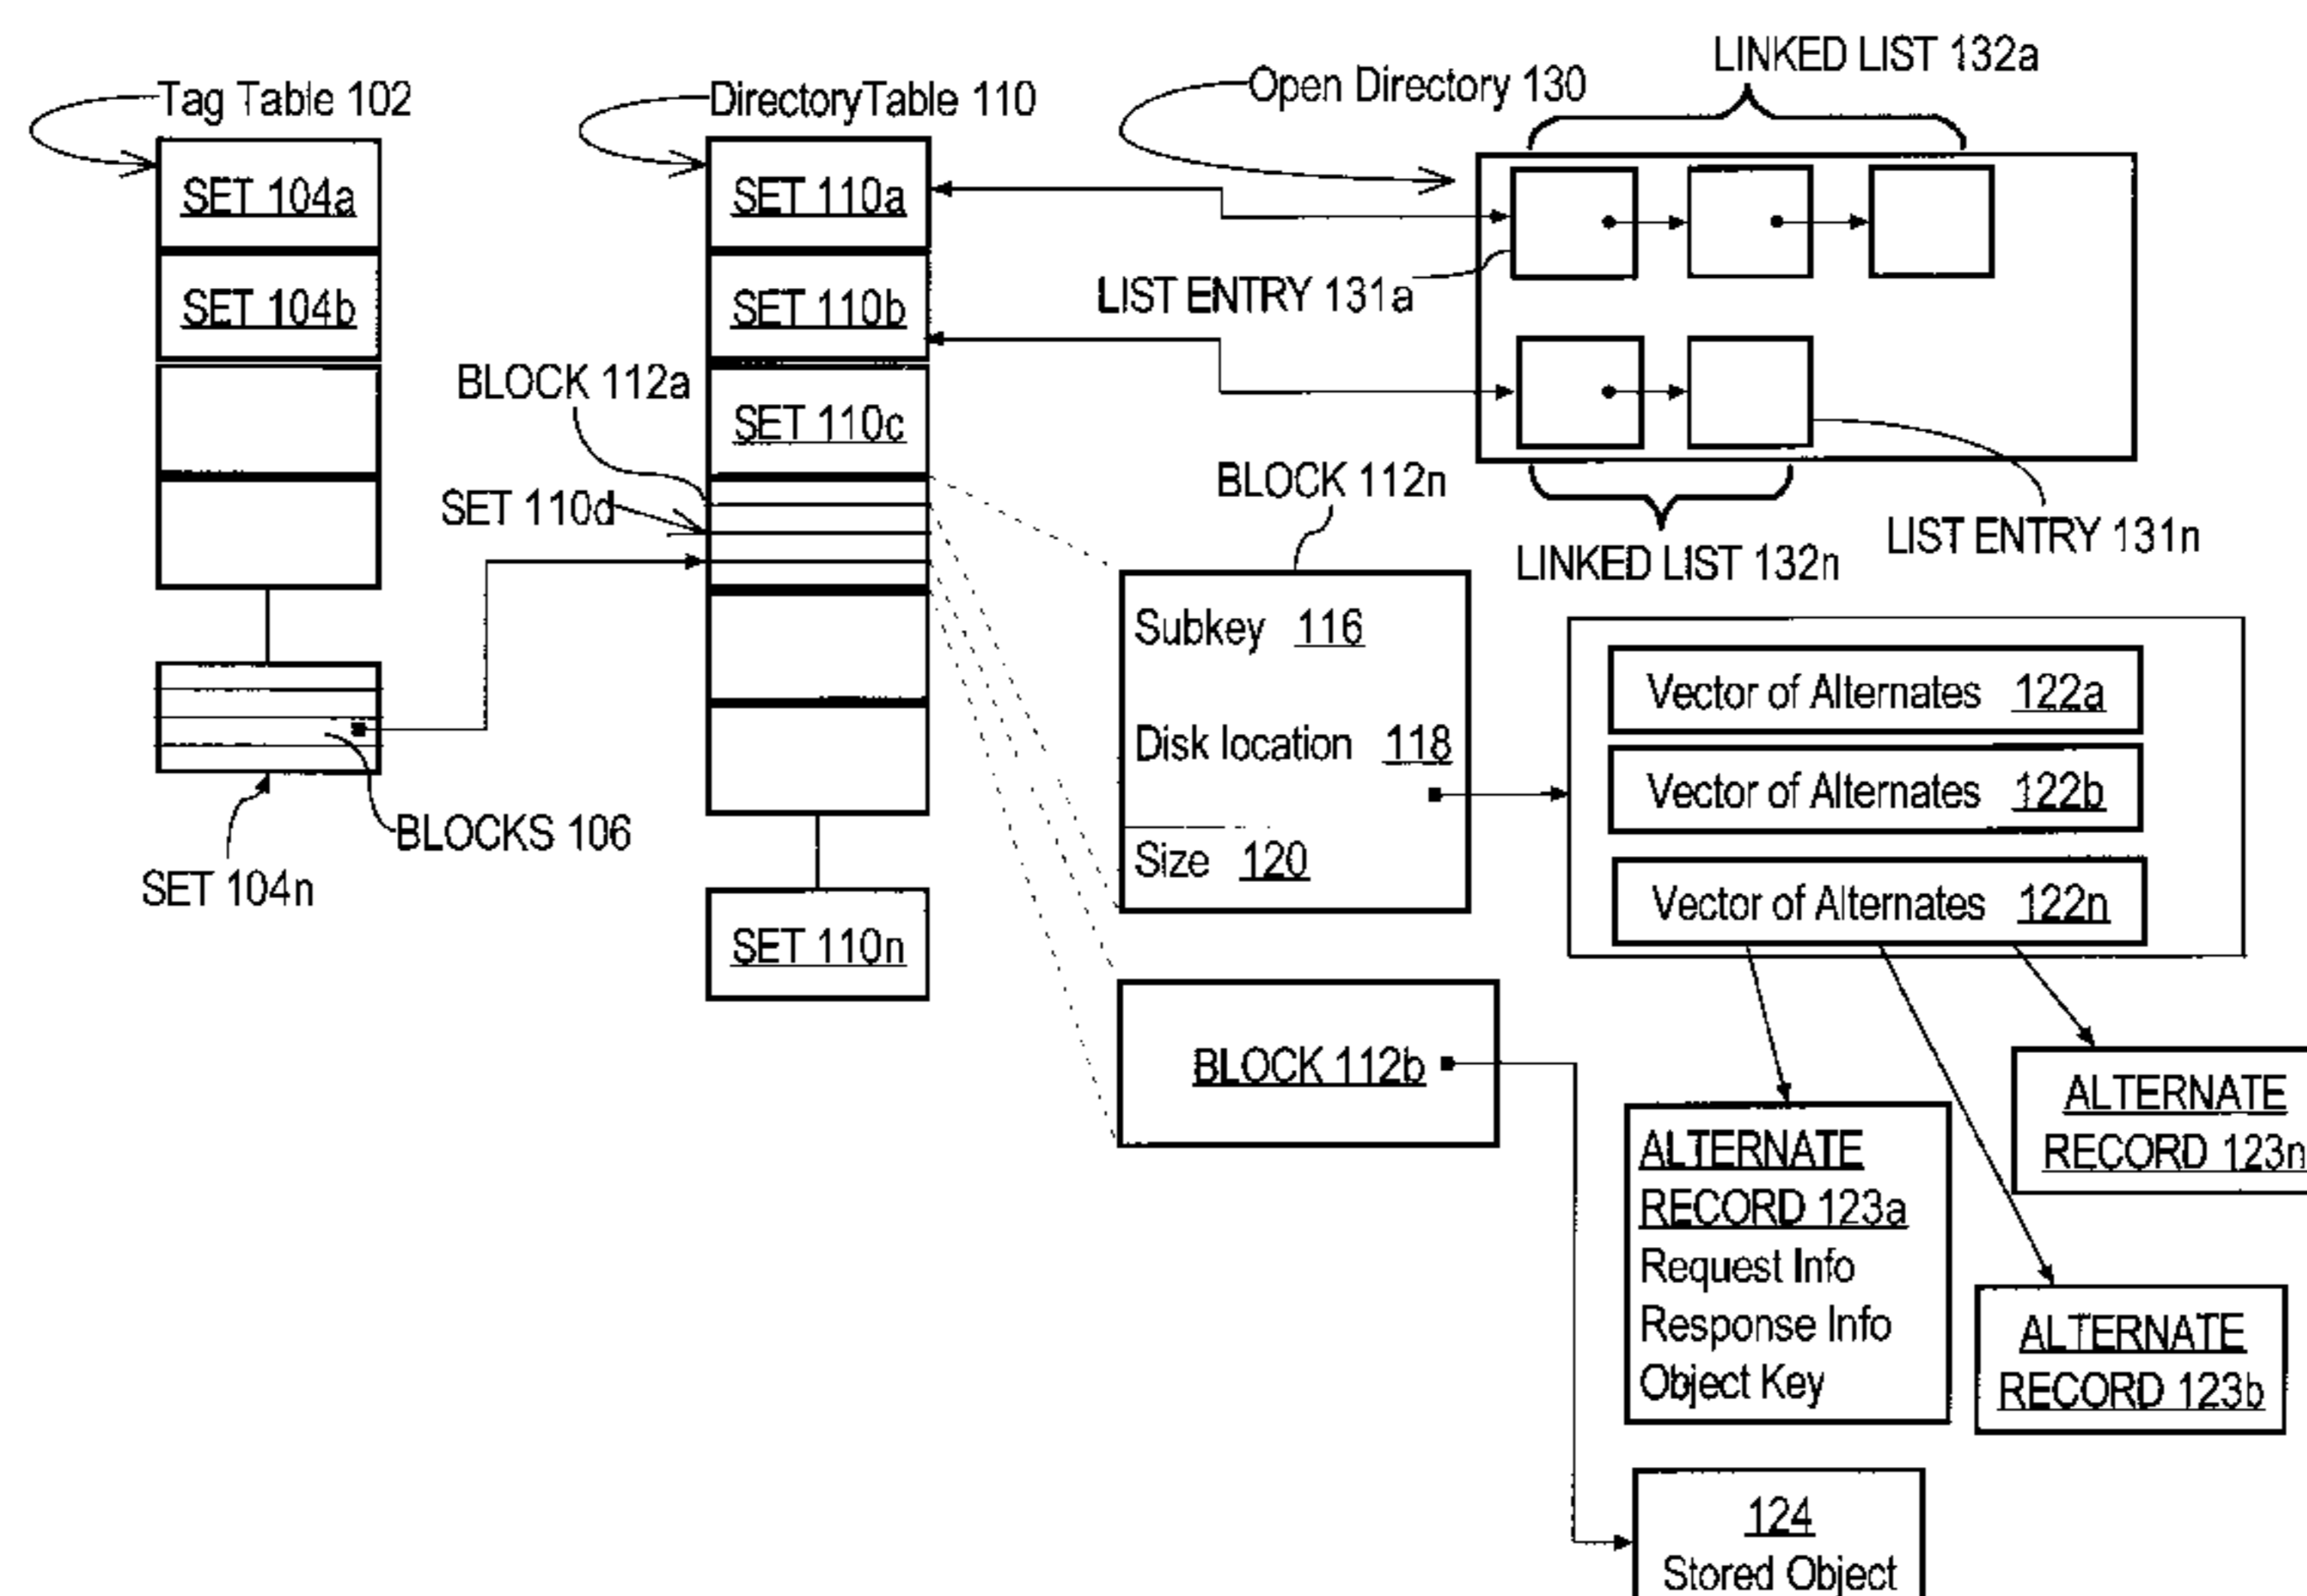 LINKED LIST 132a
Tag Table 102
DirectoryTable 110
Open Directory 130
SET 104a
SET 110a
LIST ENTRY 131a
SET 104b
SET 110b
BLOCK 112a
SET 110c
BLOCK 112n
SET 110d
LIST ENTRY 131n
LINKED LIST 132n
Subkey 116
Vector of Alternates 122a
Disk location 118
Vector of Alternates 122b
BLOCKS 106
Size 120
SET 104n
Vector of Alternates 122n
SET 110n
BLOCK 112b
ALTERNATE
RECORD 123n
ALTERNATE
RECORD 123a
Request Info
Response Info
Object Key
ALTERNATE
RECORD 123b
124
Stored Object